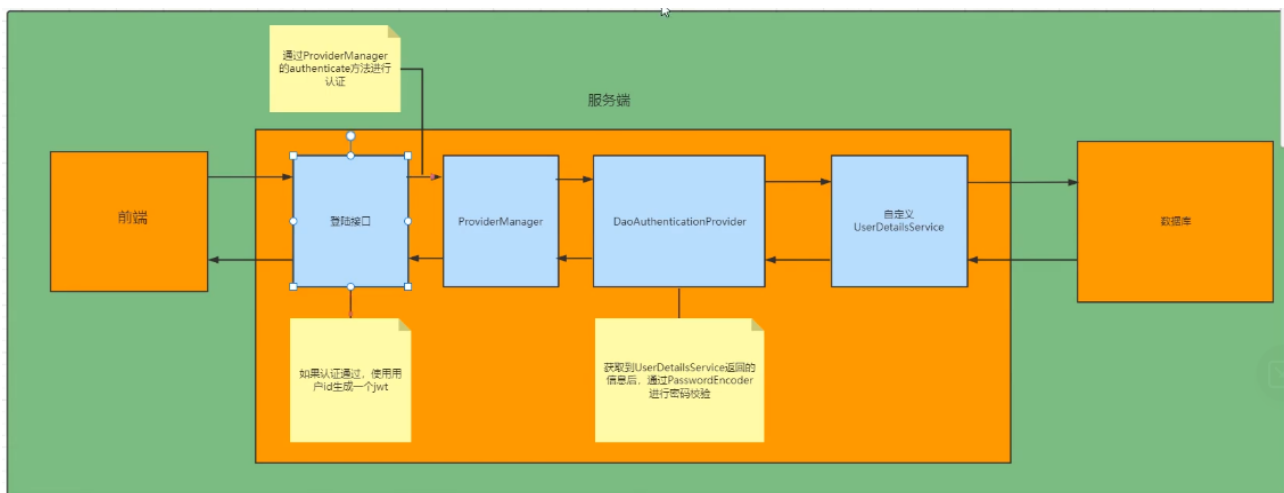 通过ProviderManager
的authenticate方法进行
认证
服务端
前端
登陆接口
ProviderManager
DaoAuthenticationProvider
自定义
UserDetailsService
数据库
如果认证通过，使用用
户id生成一个jwt
获取到UserDetailsService返回的
信息后，通过PasswordEncoder
进行密码校验